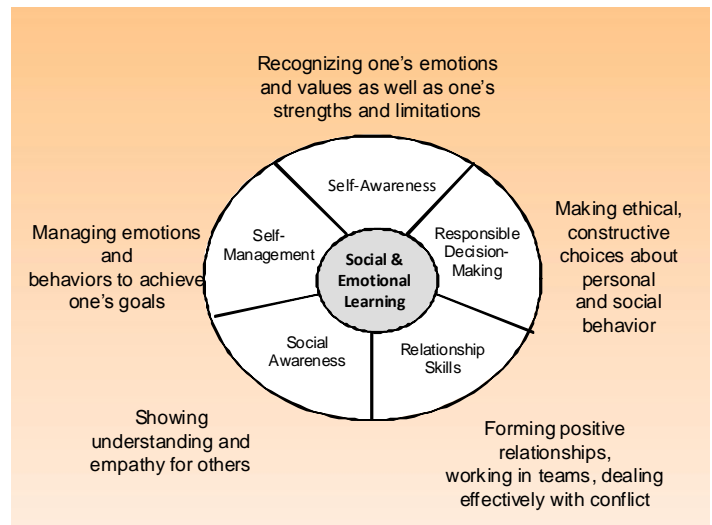 Recognizing one’s emotions
and values as well as one’s
strengths and limitations
Self-Awareness
Self-
Management
Responsible
Decision-
Making
Social &
Emotional
Learning
Social
Awareness
Relationship
Skills
Managing emotions
and
behaviors to achieve
one’s goals
Making ethical,
constructive
choices about
personal
and social
behavior
Showing
understanding and
empathy for others
Forming positive
relationships,
working in teams, dealing
effectively with conflict